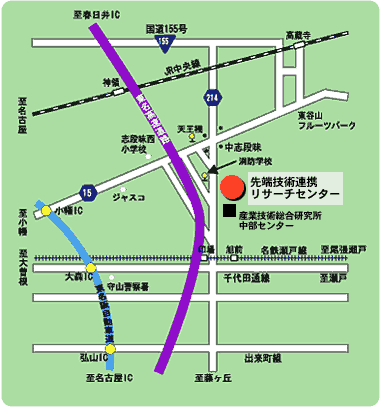 至春日井IC
国道155号
155
高蔵寺
JR中央線
神領
至名古屋
214
東谷山
フルーツパーク
天王橋
志段味西
小学校
中志段味
消防学校
15
ジャスコ
先端技術連携
リサーチセンター
産業技術総合研究所
中部センター
至小幡
小幡IC
至大曽根
印場
旭前
名鉄瀬戸線
至尾張瀬戸
大森IC
守山警察署
千代田通線
至瀬戸
弘山IC
出来町線
至名古屋IC
至藤ヶ丘